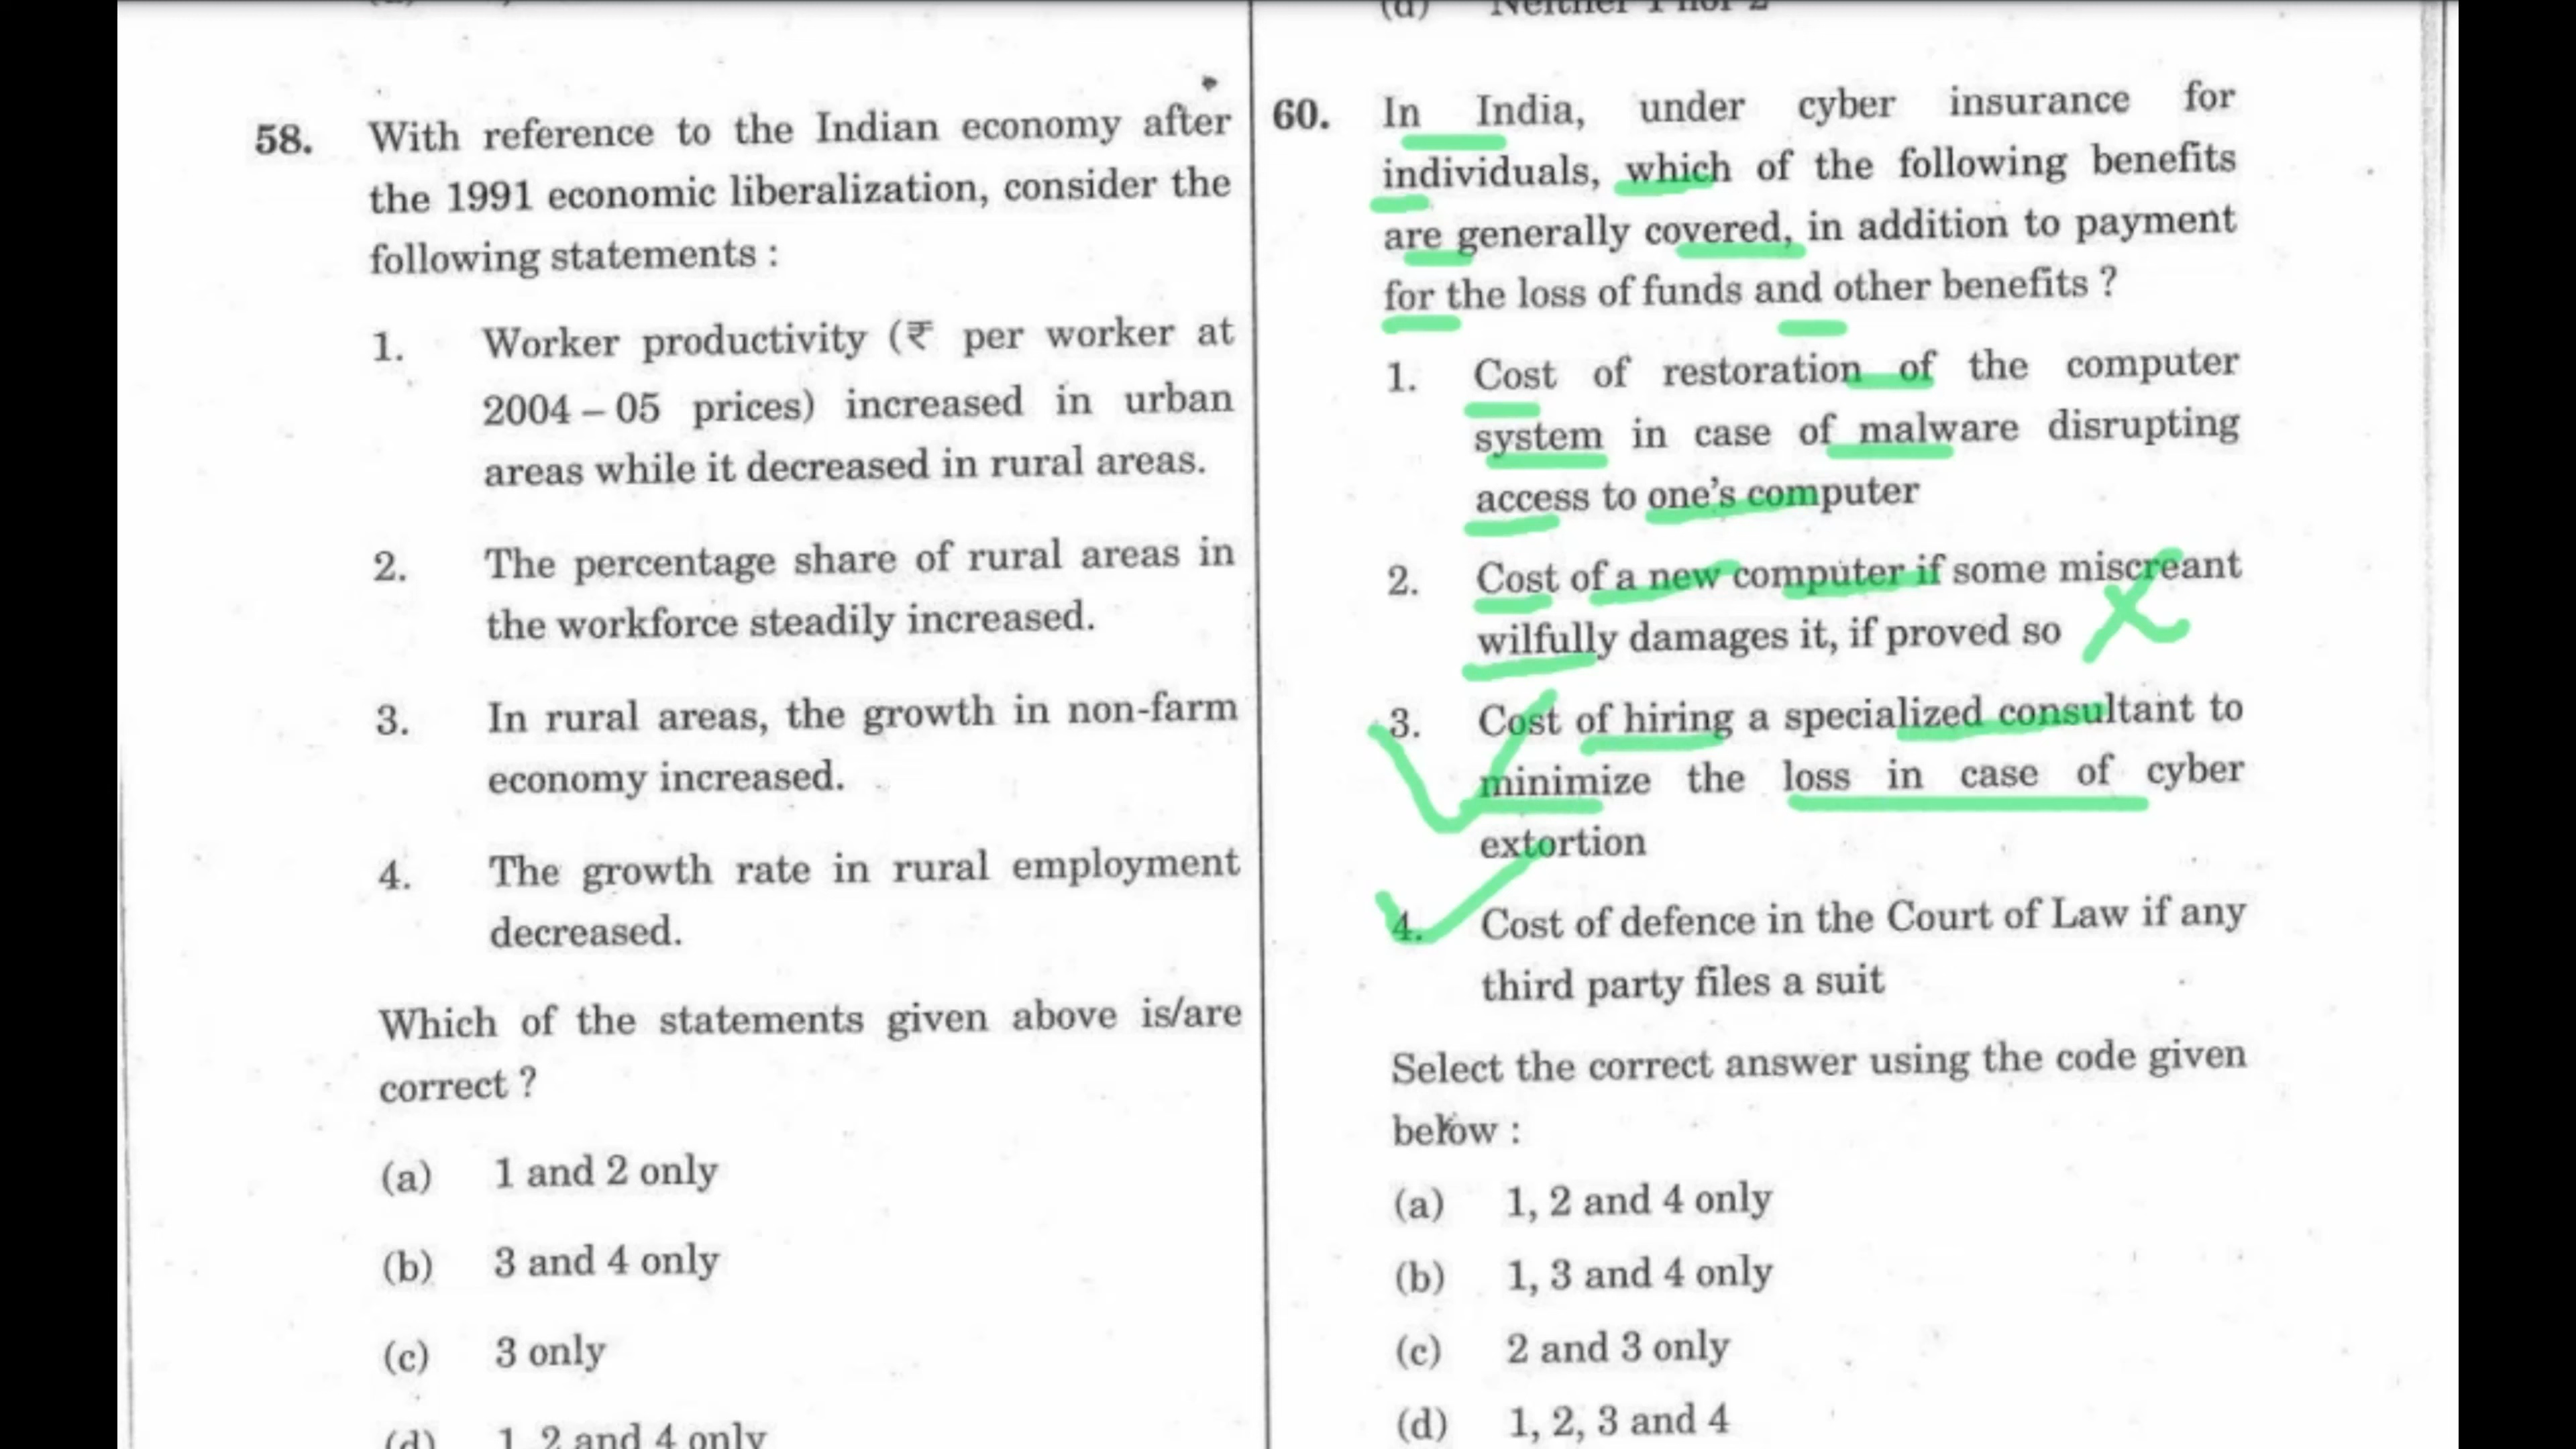 58. With reference to the Indian economy after
the 1991 economic liberalization, consider the
following statements :
1. Worker productivity (₹ per worker at
2004 – 05 prices) increased in urban
areas while it decreased in rural areas.
2. The percentage share of rural areas in
the workforce steadily increased.
3. In rural areas, the growth in non-farm
economy increased.
4. The growth rate in rural employment
decreased.
Which of the statements given above is/are
correct ?
(a) 1 and 2 only
(b) 3 and 4 only
(c) 3 only
(d) 1, 2 and 4 only
(d) Neither 1 nor 2
60. In India, under cyber insurance for
individuals, which of the following benefits
are generally covered, in addition to payment
for the loss of funds and other benefits ?
1. Cost of restoration of the computer
system in case of malware disrupting
access to one's computer
2. Cost of a new computer if some miscreant
wilfully damages it, if proved so
3. Cost of hiring a specialized consultant to
minimize the loss in case of cyber
extortion
4. Cost of defence in the Court of Law if any
third party files a suit
Select the correct answer using the code given
below :
(a) 1, 2 and 4 only
(b) 1, 3 and 4 only
(c) 2 and 3 only
(d) 1, 2, 3 and 4